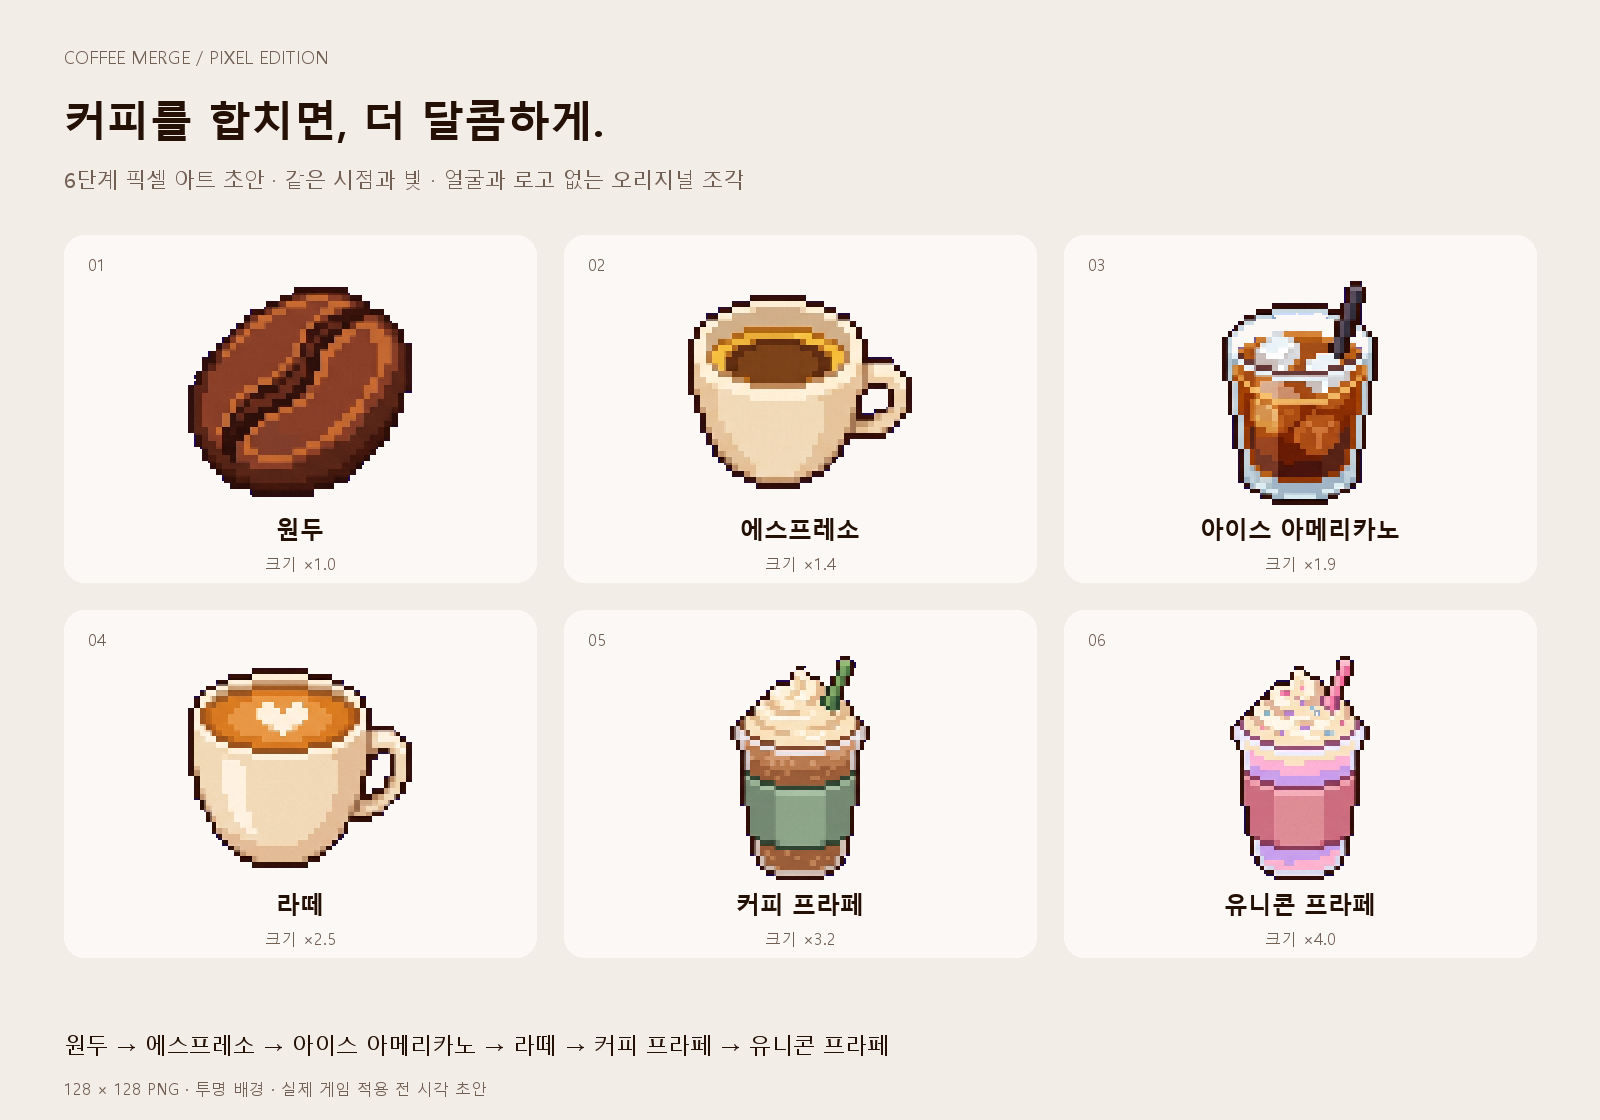 COFFEE MERGE / PIXEL EDITION
커피를 합치면, 더 달콤하게.
6단계 픽셀 아트 초안 · 같은 시점과 빛 · 얼굴과 로고 없는 오리지널 조각
01
원두
크기 ×1.0
02
에스프레소
크기 ×1.4
03
아이스 아메리카노
크기 ×1.9
04
라떼
크기 ×2.5
05
커피 프라페
크기 ×3.2
06
유니콘 프라페
크기 ×4.0
원두 → 에스프레소 → 아이스 아메리카노 → 라떼 → 커피 프라페 → 유니콘 프라페
128 × 128 PNG · 투명 배경 · 실제 게임 적용 전 시각 초안